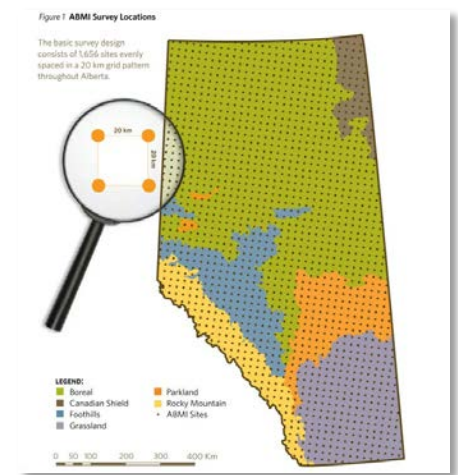 Figure 1 ABMI Survey Locations
The basic survey design
consists of 1,656 sites evenly
spaced in a 20 km grid pattern
throughout Alberta.
20 km
20 km
LEGEND:
Boreal
Canadian Shield
Foothills
Grassland
Parkland
Rocky Mountain
ABMI Sites
0 50 100 200 300 400 Km